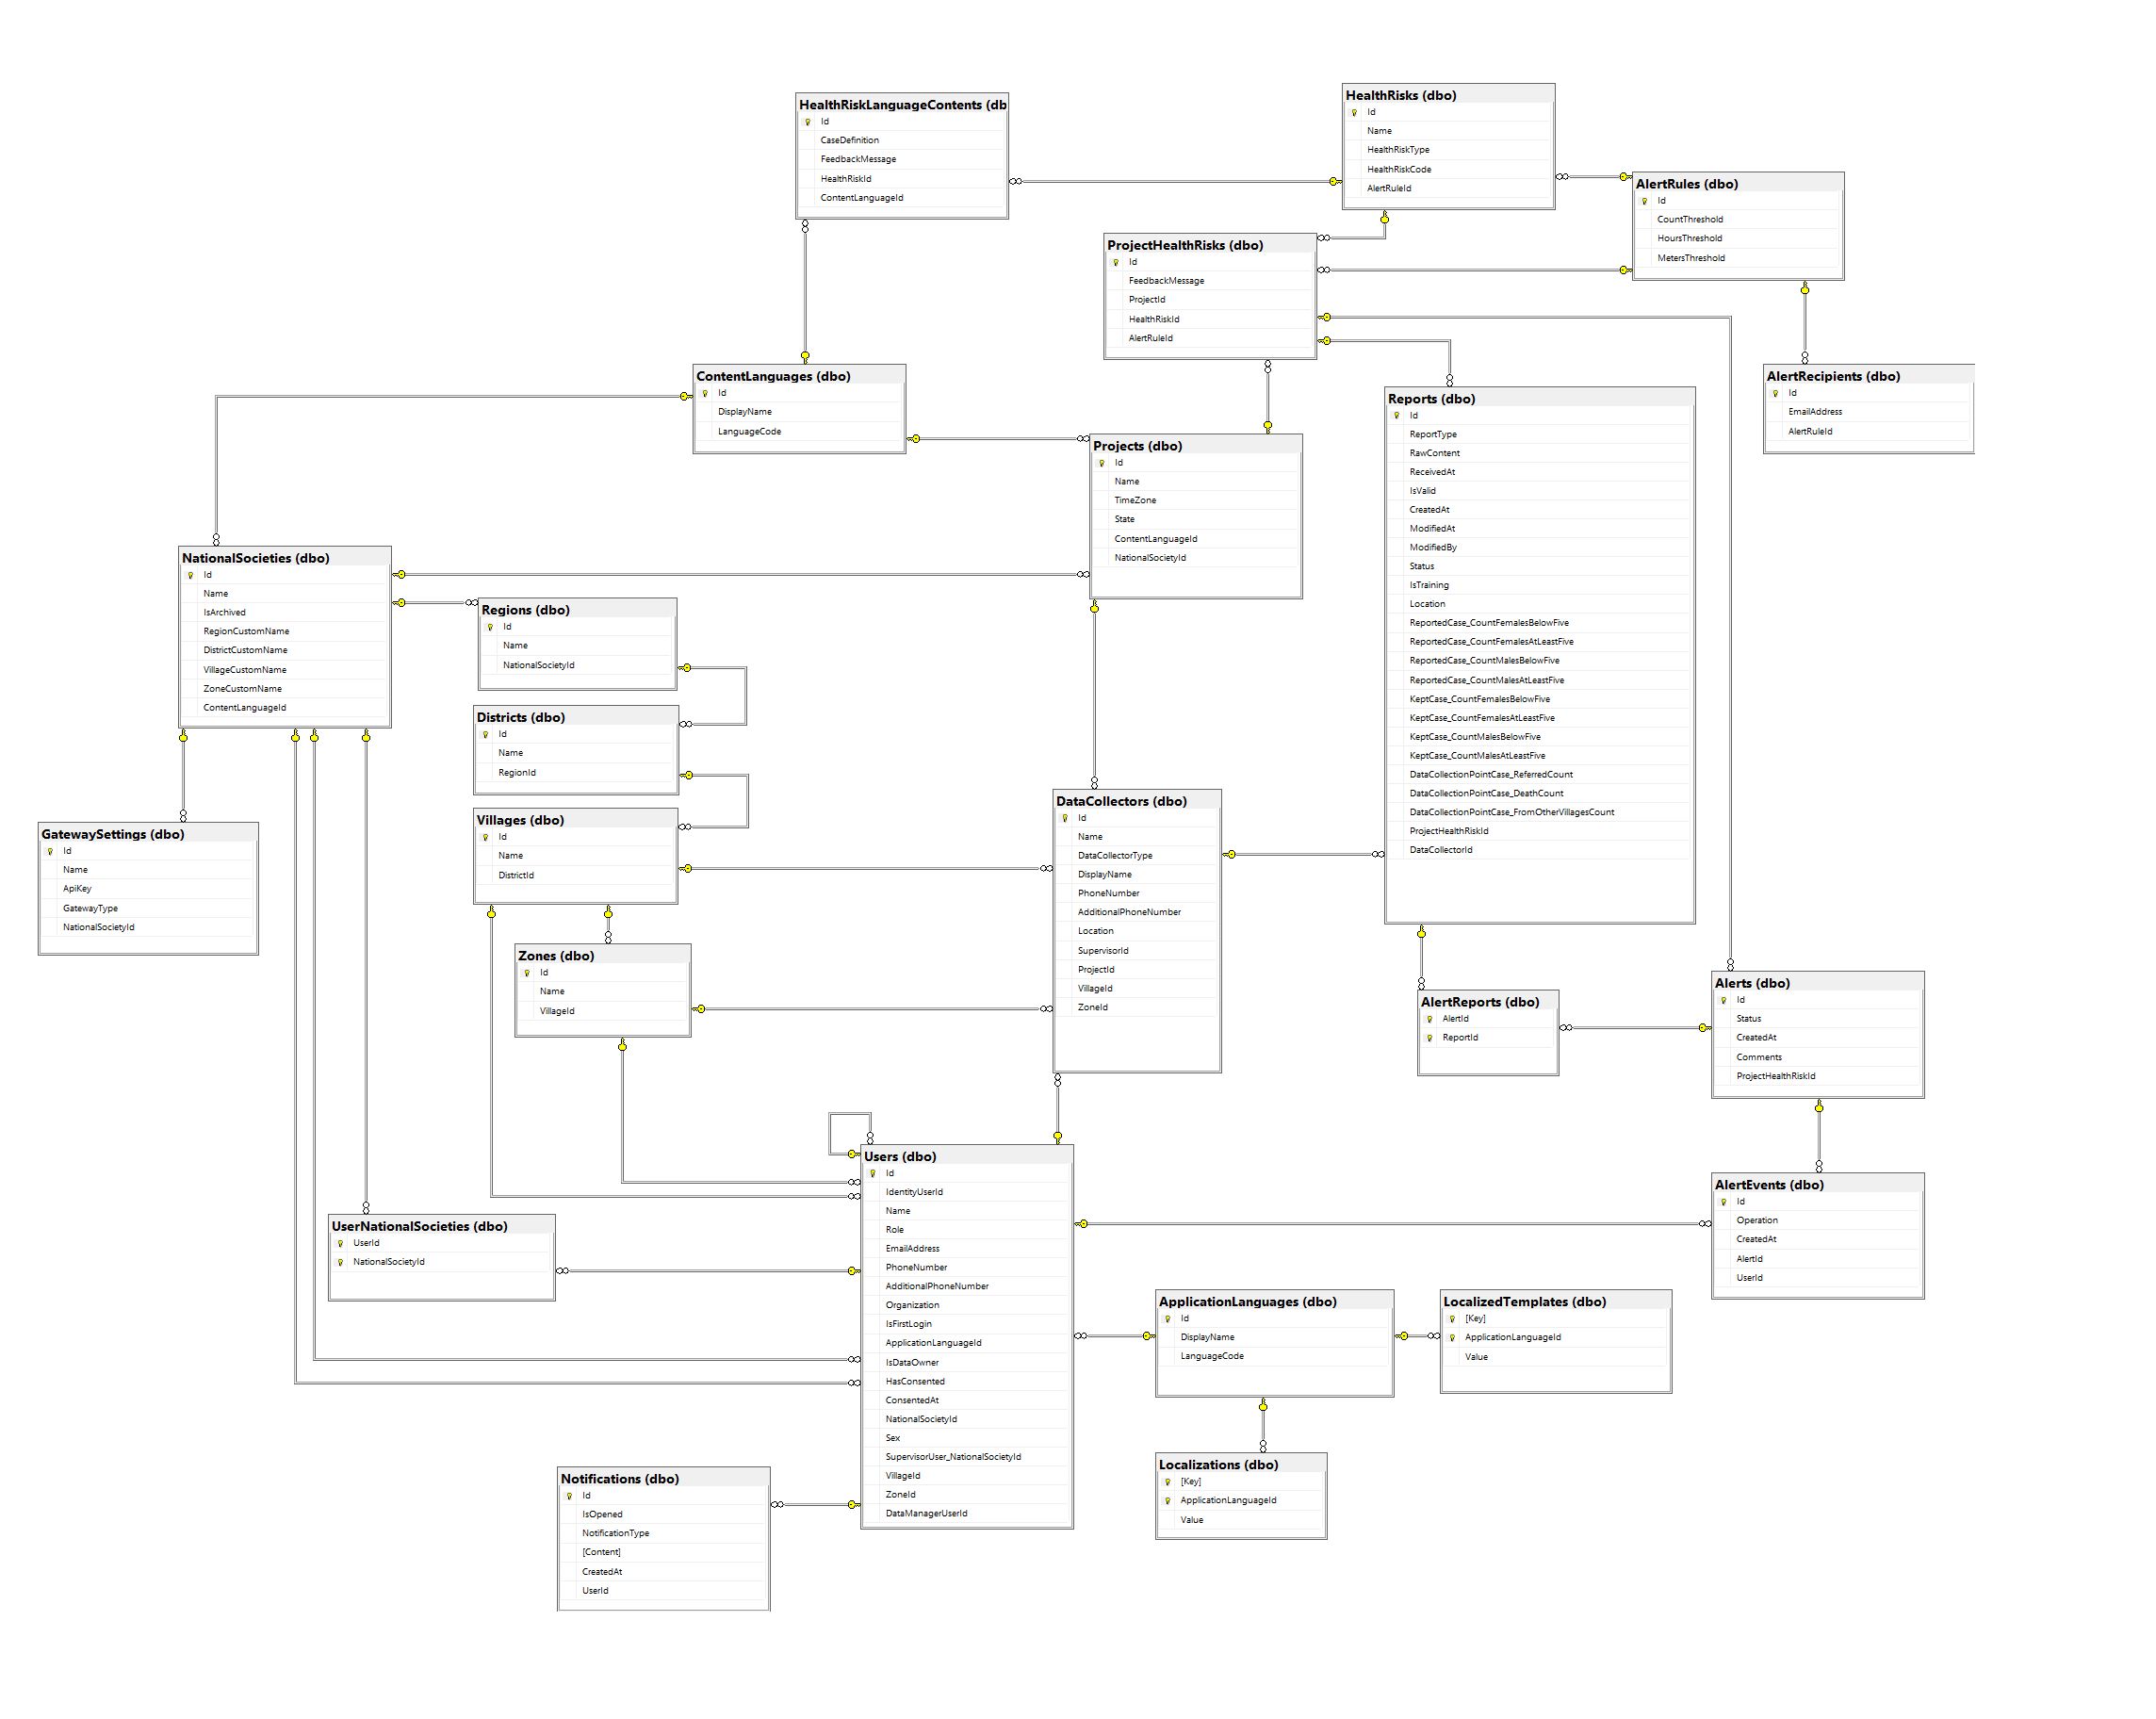 HealthRiskLanguageContents (db
Id
CaseDefinition
FeedbackMessage
HealthRiskId
ContentLanguageId
HealthRisks (dbo)
Id
Name
HealthRiskType
HealthRiskCode
AlertRuleId
AlertRules (dbo)
Id
CountThreshold
HoursThreshold
MetersThreshold
ProjectHealthRisks (dbo)
Id
FeedbackMessage
ProjectId
HealthRiskId
AlertRuleId
ContentLanguages (dbo)
Id
DisplayName
LanguageCode
AlertRecipients (dbo)
Id
EmailAddress
AlertRuleId
Reports (dbo)
Id
ReportType
RawContent
ReceivedAt
IsValid
CreatedAt
ModifiedAt
ModifiedBy
Status
IsTraining
Location
ReportedCase_CountFemalesBelowFive
ReportedCase_CountFemalesAtLeastFive
ReportedCase_CountMalesBelowFive
ReportedCase_CountMalesAtLeastFive
KeptCase_CountFemalesBelowFive
KeptCase_CountFemalesAtLeastFive
KeptCase_CountMalesBelowFive
KeptCase_CountMalesAtLeastFive
DataCollectionPointCase_ReferredCount
DataCollectionPointCase_DeathCount
DataCollectionPointCase_FromOtherVillagesCount
ProjectHealthRiskId
DataCollectorId
Projects (dbo)
Id
Name
TimeZone
State
ContentLanguageId
NationalSocietyId
NationalSocieties (dbo)
Id
Name
IsArchived
RegionCustomName
DistrictCustomName
VillageCustomName
ZoneCustomName
ContentLanguageId
Regions (dbo)
Id
Name
NationalSocietyId
Districts (dbo)
Id
Name
RegionId
Villages (dbo)
Id
Name
DistrictId
GatewaySettings (dbo)
Id
Name
ApiKey
GatewayType
NationalSocietyId
DataCollectors (dbo)
Id
Name
DataCollectorType
DisplayName
PhoneNumber
AdditionalPhoneNumber
Location
SupervisorId
ProjectId
VillageId
ZoneId
Zones (dbo)
Id
Name
VillageId
AlertReports (dbo)
AlertId
ReportId
Alerts (dbo)
Id
Status
CreatedAt
Comments
ProjectHealthRiskId
Users (dbo)
Id
IdentityUserId
Name
Role
EmailAddress
PhoneNumber
AdditionalPhoneNumber
Organization
IsFirstLogin
ApplicationLanguageId
IsDataOwner
HasConsented
ConsentedAt
NationalSocietyId
Sex
SupervisorUser_NationalSocietyId
VillageId
ZoneId
DataManagerUserId
AlertEvents (dbo)
Id
Operation
CreatedAt
AlertId
UserId
UserNationalSocieties (dbo)
UserId
NationalSocietyId
ApplicationLanguages (dbo)
Id
DisplayName
LanguageCode
LocalizedTemplates (dbo)
[Key]
ApplicationLanguageId
Value
Localizations (dbo)
[Key]
ApplicationLanguageId
Value
Notifications (dbo)
Id
IsOpened
NotificationType
[Content]
CreatedAt
UserId